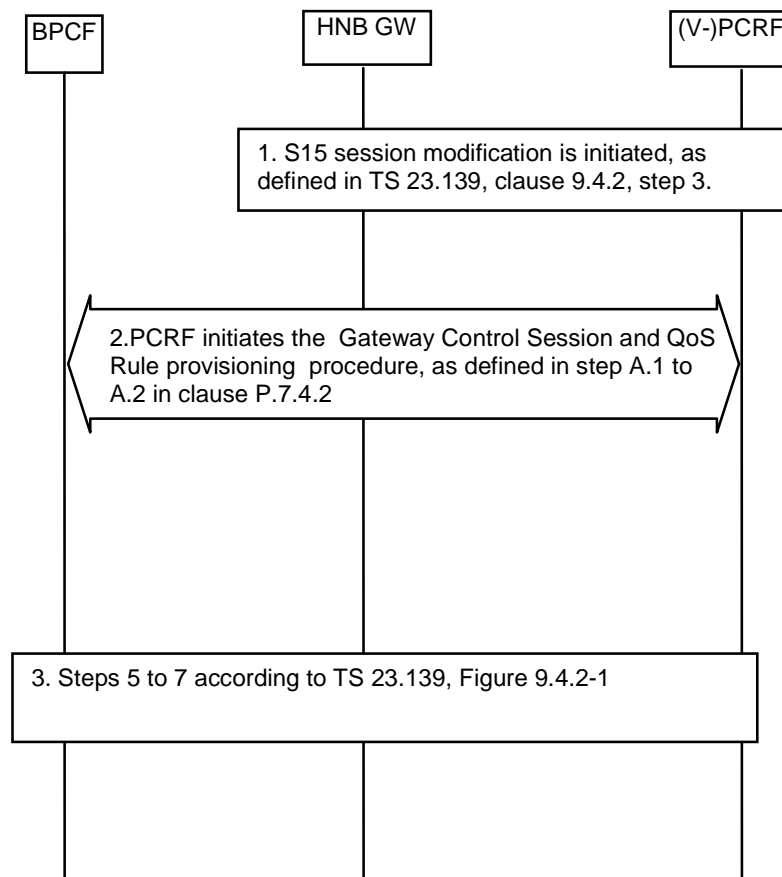 BPCF
HNB GW
(V-)PCRF
1. S15 session modification is initiated, as
defined in TS 23.139, clause 9.4.2, step 3.
2.PCRF initiates the Gateway Control Session and QoS
Rule provisioning procedure, as defined in step A.1 to
A.2 in clause P.7.4.2
3. Steps 5 to 7 according to TS 23.139, Figure 9.4.2-1